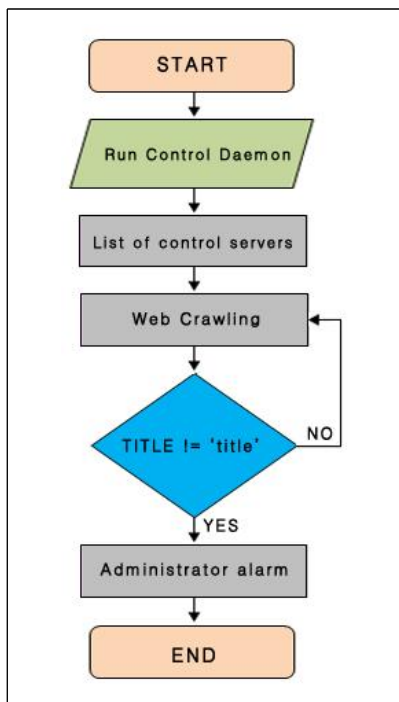 START
Run Control Daemon
List of control servers
Web Crawling
TITLE != 'title'
NO
YES
Administrator alarm
END